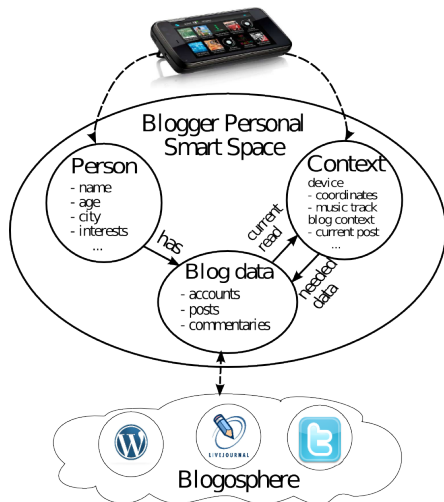 Blogger Personal
Smart Space
Person
- name
- age
- city
- interests
...
Context
device
- coordinates
- music track
blog context
- current post
...
has
current
read
needed
data
Blog data
- accounts
- posts
- commentaries
W
LIVEJOURNAL
t
Blogosphere